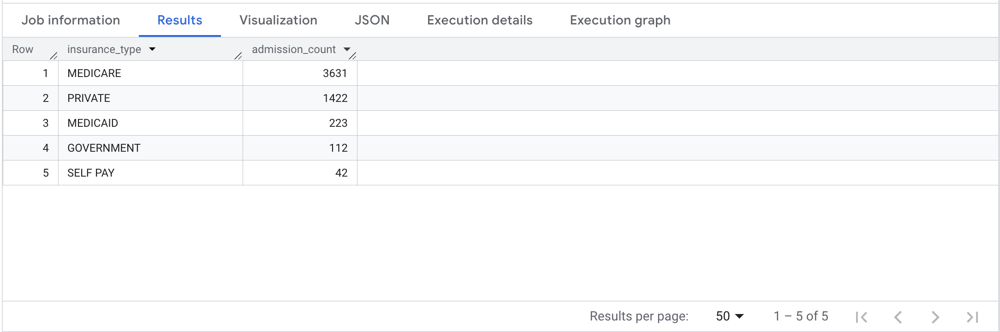 Job information Results Visualization JSON Execution details Execution graph
Row insurance_type admission_count
1 MEDICARE 3631
2 PRIVATE 1422
3 MEDICAID 223
4 GOVERNMENT 112
5 SELF PAY 42
Results per page: 50 1 – 5 of 5